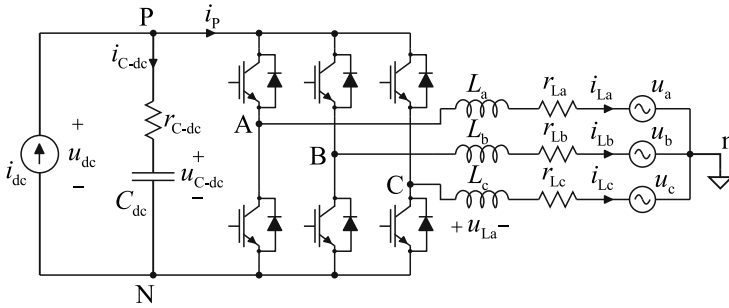 P
i_P
i_C-dc
L_a
r_La
i_La
u_a
r_C-dc
A
L_b
r_Lb
i_Lb
u_b
n
+
u_dc
−
i_dc
B
+
u_C-dc
−
C_dc
C
L_c
r_Lc
i_Lc
u_c
+ u_La −
N